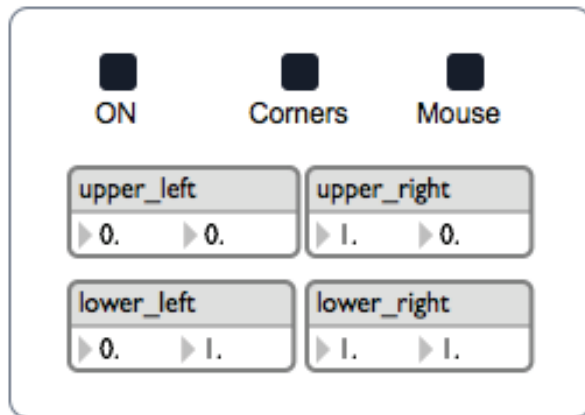 ON Corners Mouse
upper_left upper_right
0. 0. 1. 0.
lower_left lower_right
0. 1. 1. 1.